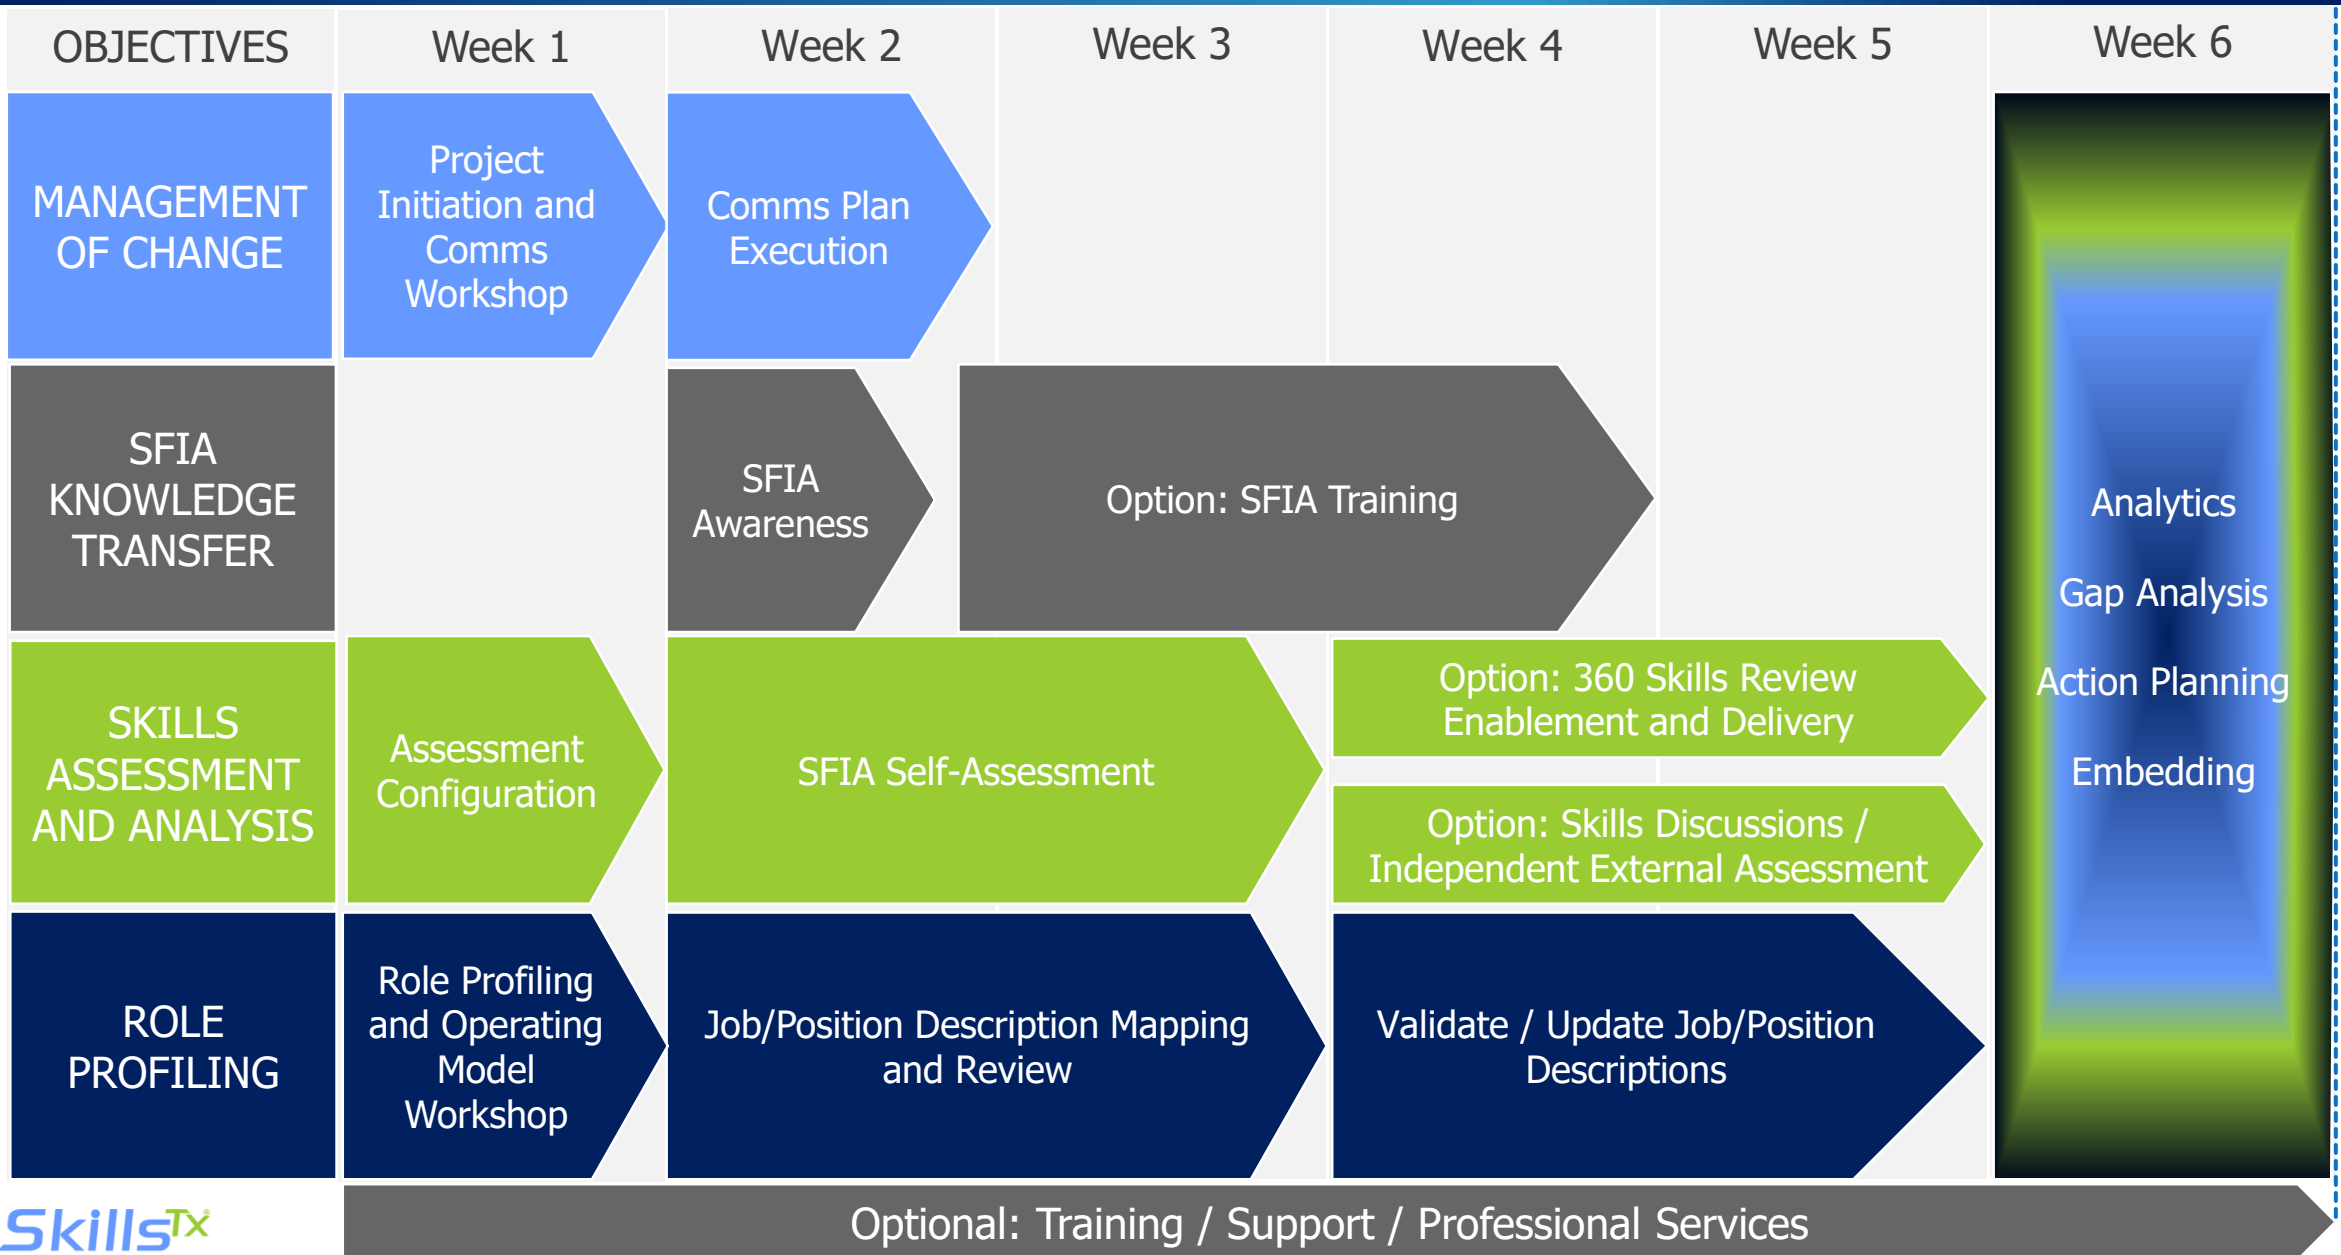 OBJECTIVES
Week 1
Week 2
Week 3
Week 4
Week 5
Week 6
MANAGEMENT
OF CHANGE
Project
Initiation and
Comms
Workshop
Comms Plan
Execution
SFIA
KNOWLEDGE
TRANSFER
SFIA
Awareness
Option: SFIA Training
SKILLS
ASSESSMENT
AND ANALYSIS
Assessment
Configuration
SFIA Self-Assessment
Option: 360 Skills Review
Enablement and Delivery
Option: Skills Discussions /
Independent External Assessment
ROLE
PROFILING
Role Profiling
and Operating
Model
Workshop
Job/Position Description Mapping
and Review
Validate / Update Job/Position
Descriptions
Analytics
Gap Analysis
Action Planning
Embedding
SkillsTX®
Optional: Training / Support / Professional Services